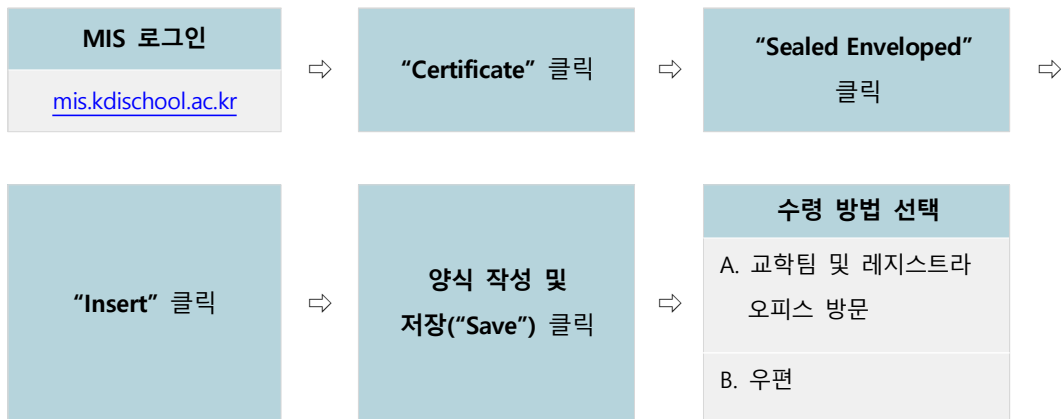 MIS 로그인
mis.kdischool.ac.kr
⇨
“Certificate” 클릭
⇨
“Sealed Enveloped”
클릭
⇨
“Insert” 클릭
⇨
양식 작성 및
저장(“Save”) 클릭
⇨
수령 방법 선택
A. 교학팀 및 레지스트라
오피스 방문
B. 우편